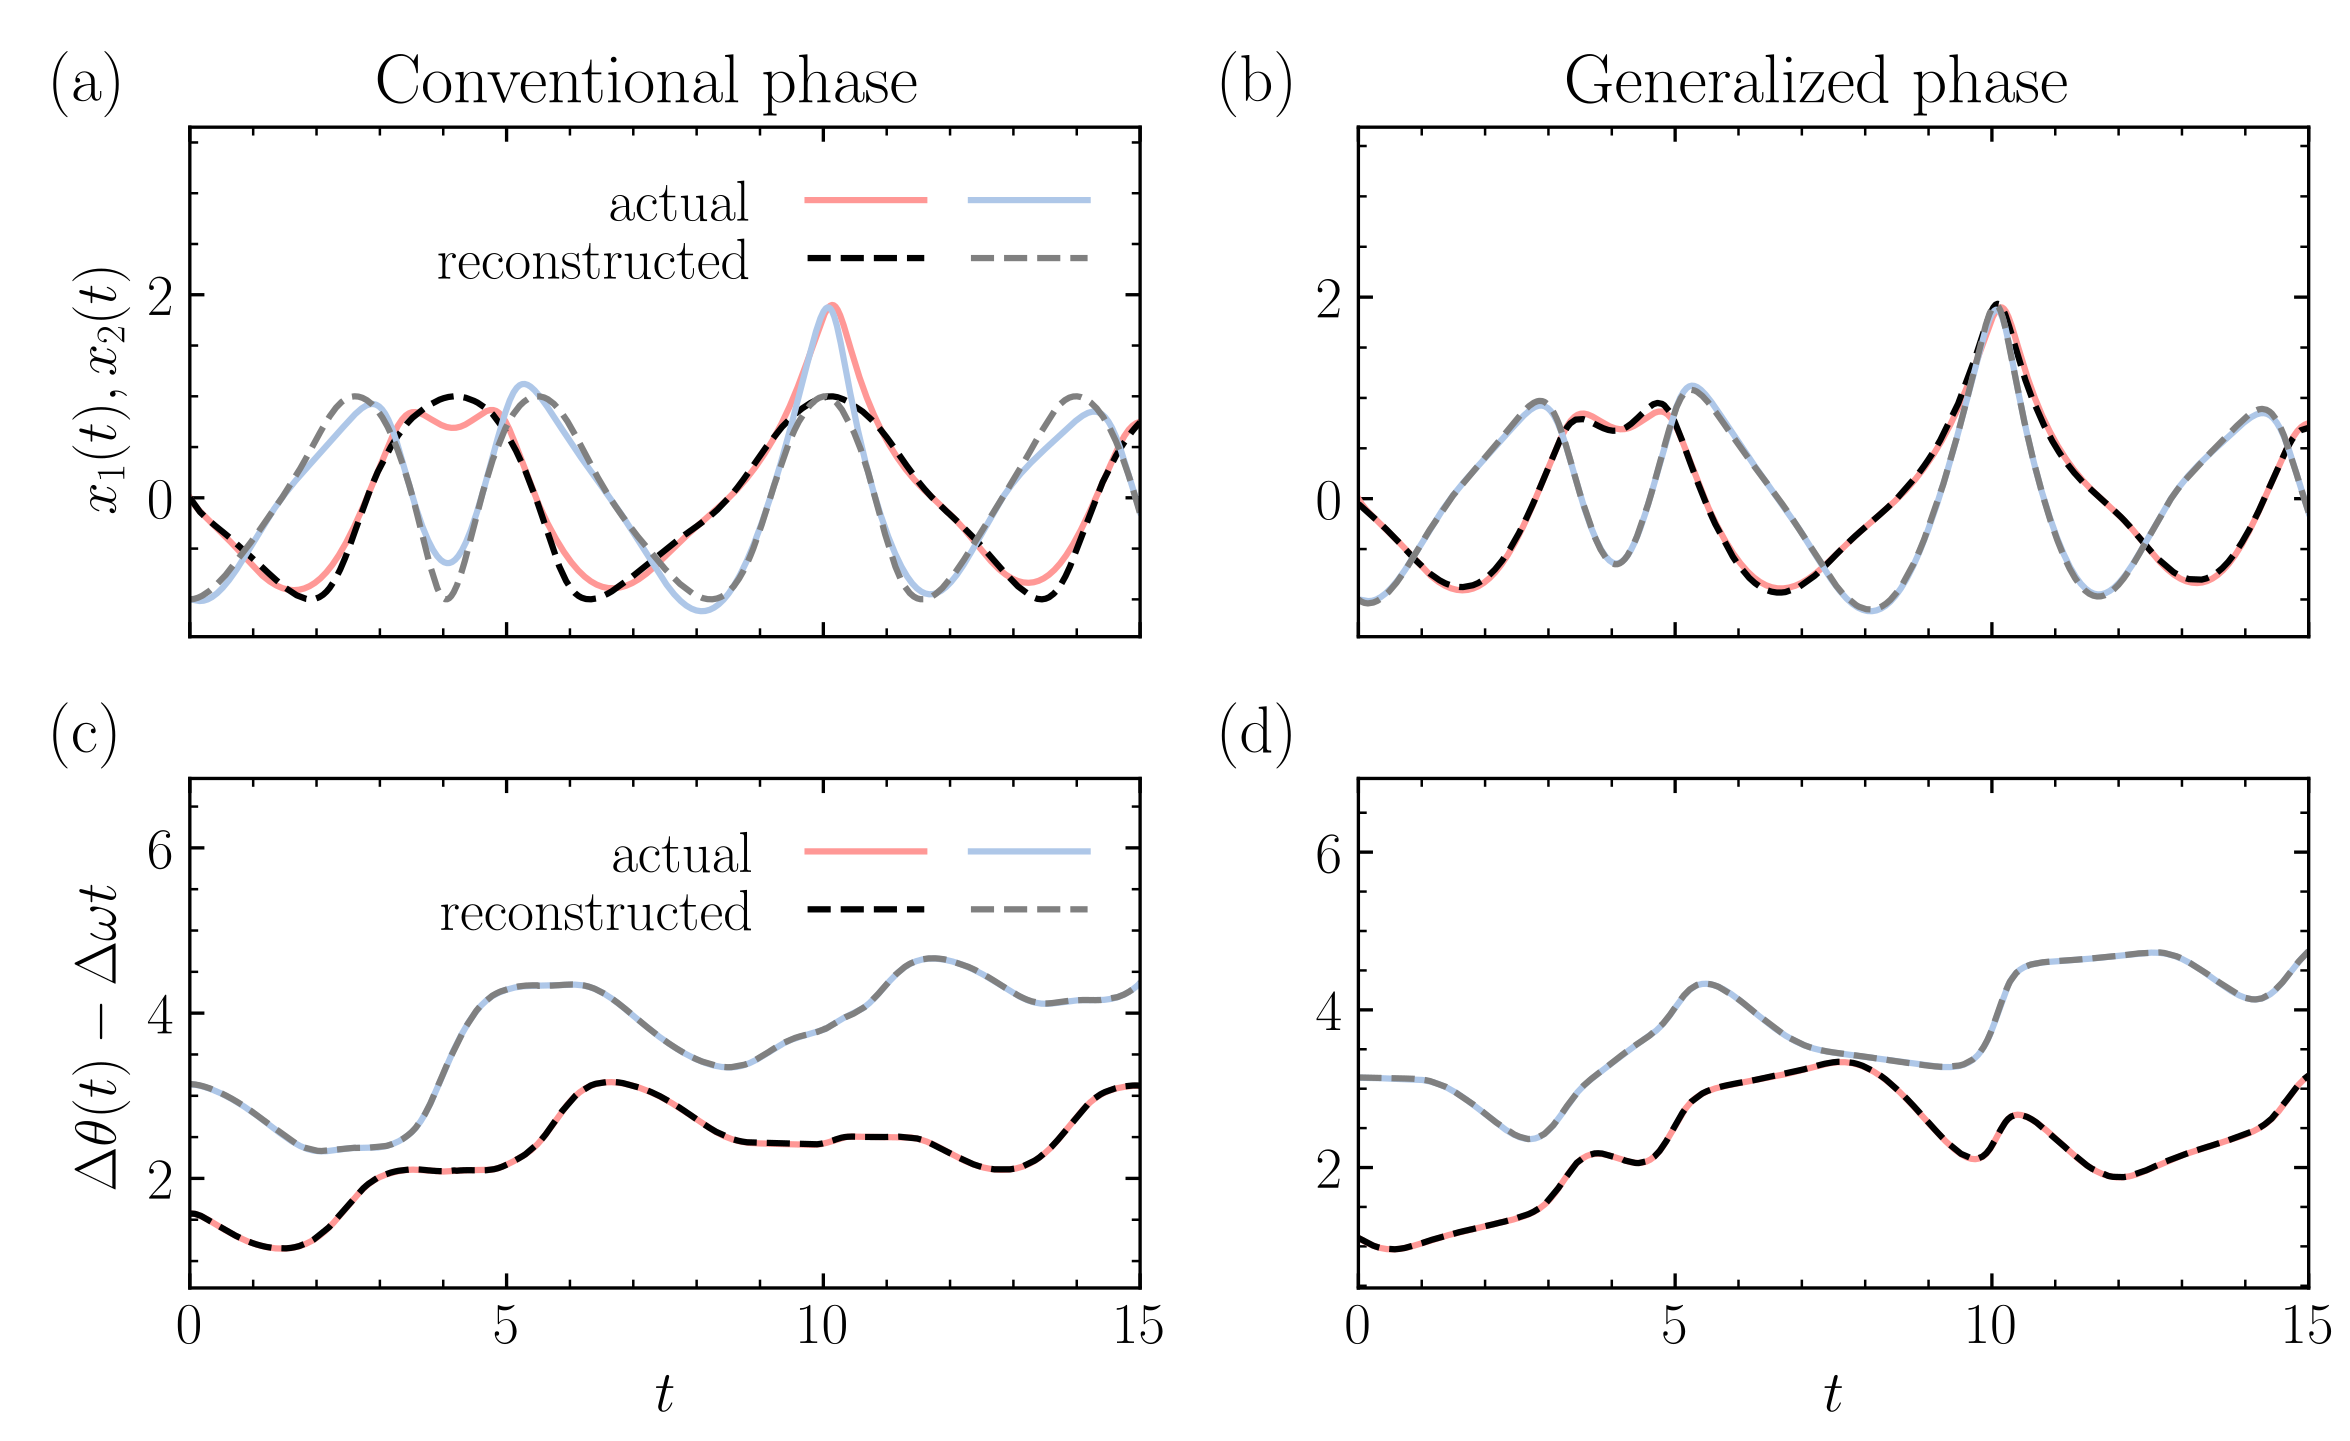 (a)
Conventional phase
(b)
Generalized phase
actual
reconstructed
x₁(t), x₂(t)
2
0
2
0
(c)
(d)
actual
reconstructed
Δθ(t) − Δωt
6
4
2
6
4
2
0 5 10 15
0 5 10 15
t
t